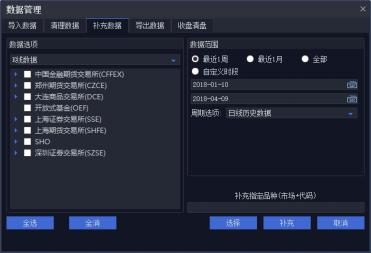 数据管理
导入数据 清理数据 补充数据 导出数据 收盘清盘
数据选项
K线数据
中国金融期货交易所(CFFEX)
郑州期货交易所(CZCE)
大连商品交易所(DCE)
开放式基金(OEF)
上海证券交易所(SSE)
上海期货交易所(SHFE)
SHO
深圳证券交易所(SZSE)
全选 全消
数据范围
最近1周 最近1月 全部
自定义时段
2018-01-10
2018-04-09
周期选项: 日线历史数据
补充指定品种(市场+代码)
选择 补充 取消